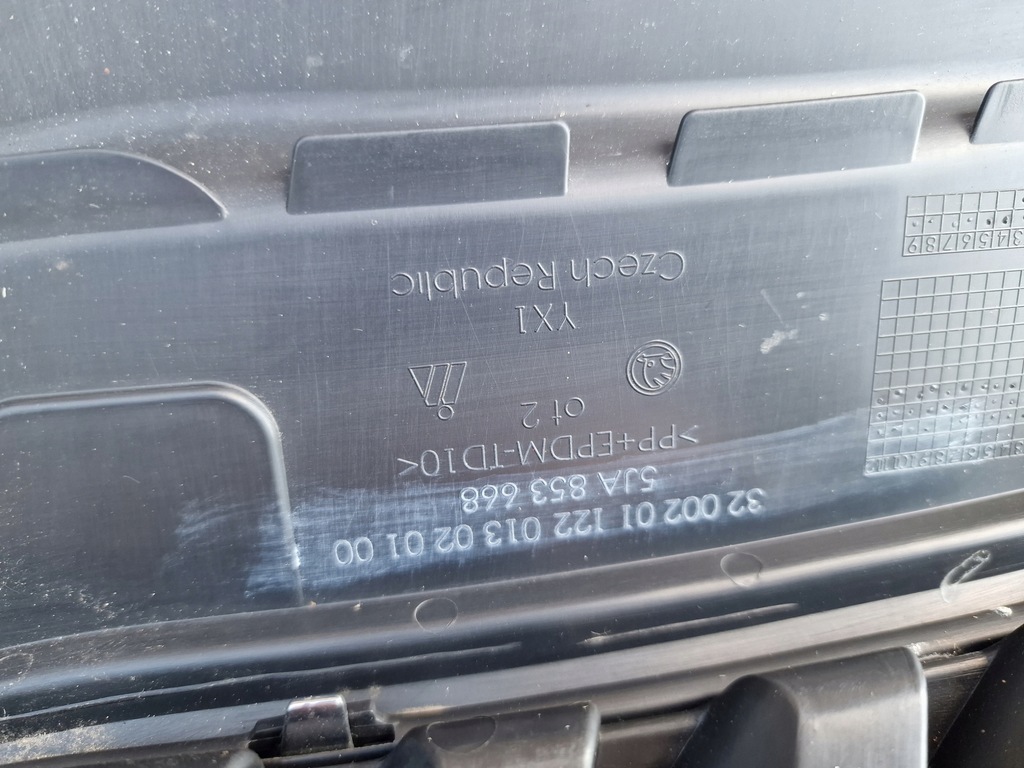 32 002 01 122 013 02 01 00
5JA 853 668
>PP+EPDM-TD10<
ot 2
YX1
Czech Republic